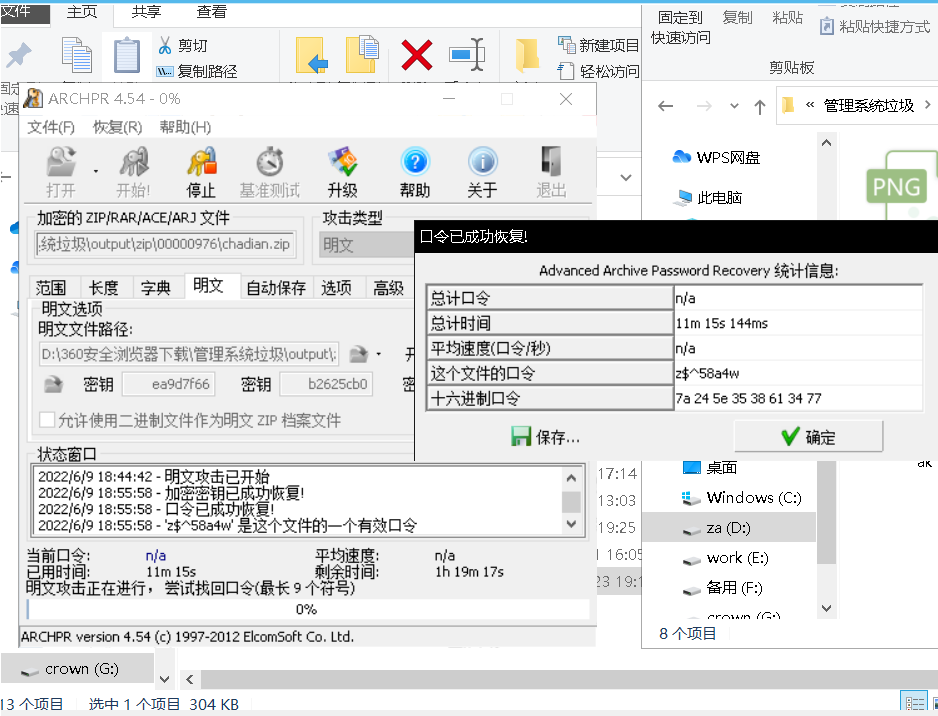 文件 主页 共享 查看
剪切
复制路径
新建项目
轻松访问
固定到
快速访问
复制
粘贴
粘贴快捷方式
剪贴板
« 管理系统垃圾 ›
ARCHPR 4.54 - 0%
文件(F) 恢复(R) 帮助(H)
打开 开始! 停止 基准测试 升级 帮助 关于 退出
WPS网盘
此电脑
PNG
加密的 ZIP/RAR/ACE/ARJ 文件
攻击类型
统垃圾\output\zip\00000976\chadian.zip
明文
范围 长度 字典 明文 自动保存 选项 高级
明文选项
明文文件路径:
D:\360安全浏览器下载\管理系统垃圾\output\
密钥 ea9d7f66 密钥 b2625cb0
允许使用二进制文件作为明文 ZIP 档案文件
口令已成功恢复!
Advanced Archive Password Recovery 统计信息:
总计口令 n/a
总计时间 11m 15s 144ms
平均速度(口令/秒) n/a
这个文件的口令 z$^58a4w
十六进制口令 7a 24 5e 35 38 61 34 77
保存... 确定
状态窗口
2022/6/9 18:44:42 - 明文攻击已开始
2022/6/9 18:55:58 - 加密密钥已成功恢复!
2022/6/9 18:55:58 - 口令已成功恢复!
2022/6/9 18:55:58 - 'z$^58a4w' 是这个文件的一个有效口令
当前口令: n/a 平均速度: n/a
已用时间: 11m 15s 剩余时间: 1h 19m 17s
明文攻击正在进行，尝试找回口令(最长 9 个符号)
0%
ARCHPR version 4.54 (c) 1997-2012 ElcomSoft Co. Ltd.
17:14
13:03
19:25
16:05
23 19:1
桌面
Windows (C:)
za (D:)
work (E:)
备用 (F:)
crown (G:)
8 个项目
crown (G:)
13 个项目 选中 1 个项目 304 KB